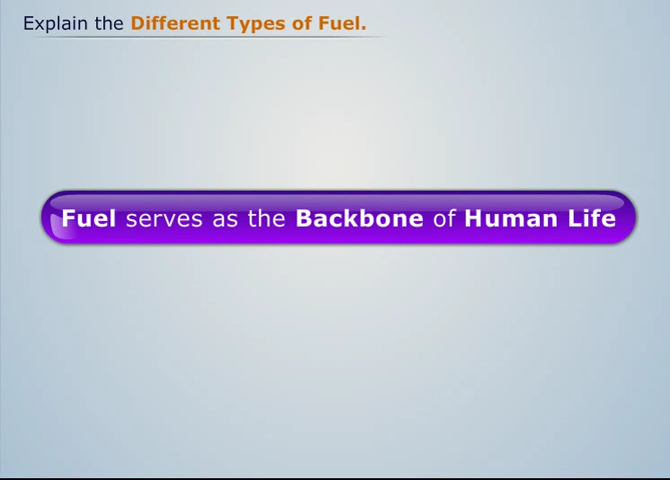 Explain the Different Types of Fuel.
Fuel serves as the Backbone of Human Life